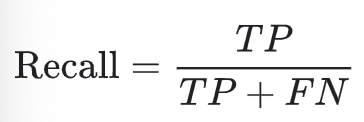 Recall = TP / TP + FN